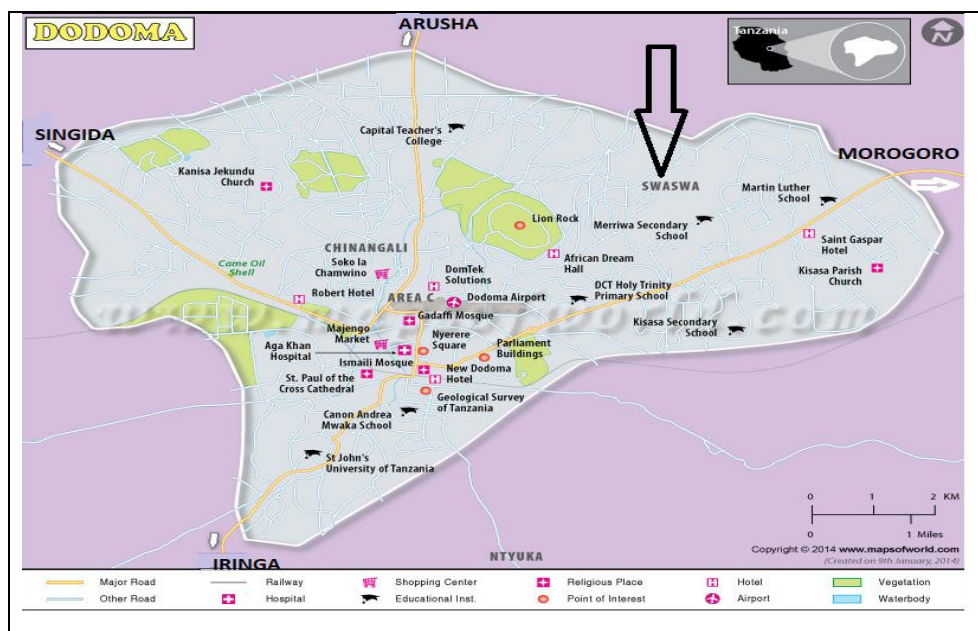 DODOMA
ARUSHA
Tanzania
N
SINGIDA
Capital Teacher's
College
MOROGORO
Kanisa Jekundu
Church
SWASWA
Martin Luther
School
Lion Rock
Merriwa Secondary
School
CHINANGALI
Saint Gaspar
Hotel
Soko la
Chamwino
African Dream
Hall
Came Oil
Shell
DomTek
Solutions
Kisasa Parish
Church
Robert Hotel
AREA C
Dodoma Airport
DCT Holy Trinity
Primary School
Gadaffi Mosque
www.mapsofworld.com
Kisasa Secondary
School
Majengo
Market
Nyerere
Square
Parliament
Buildings
Aga Khan
Hospital
Ismaili Mosque
New Dodoma
Hotel
St. Paul of the
Cross Cathedral
Geological Survey
of Tanzania
Canon Andrea
Mwaka School
St John's
University of Tanzania
0 1 2 KM
0 1 Miles
NTYUKA
Copyright © 2014 www.mapsofworld.com
(Created on 9th January, 2014)
IRINGA
Major Road
Railway
Shopping Center
Religious Place
Hotel
Vegetation
Other Road
Hospital
Educational Inst.
Point of Interest
Airport
Waterbody